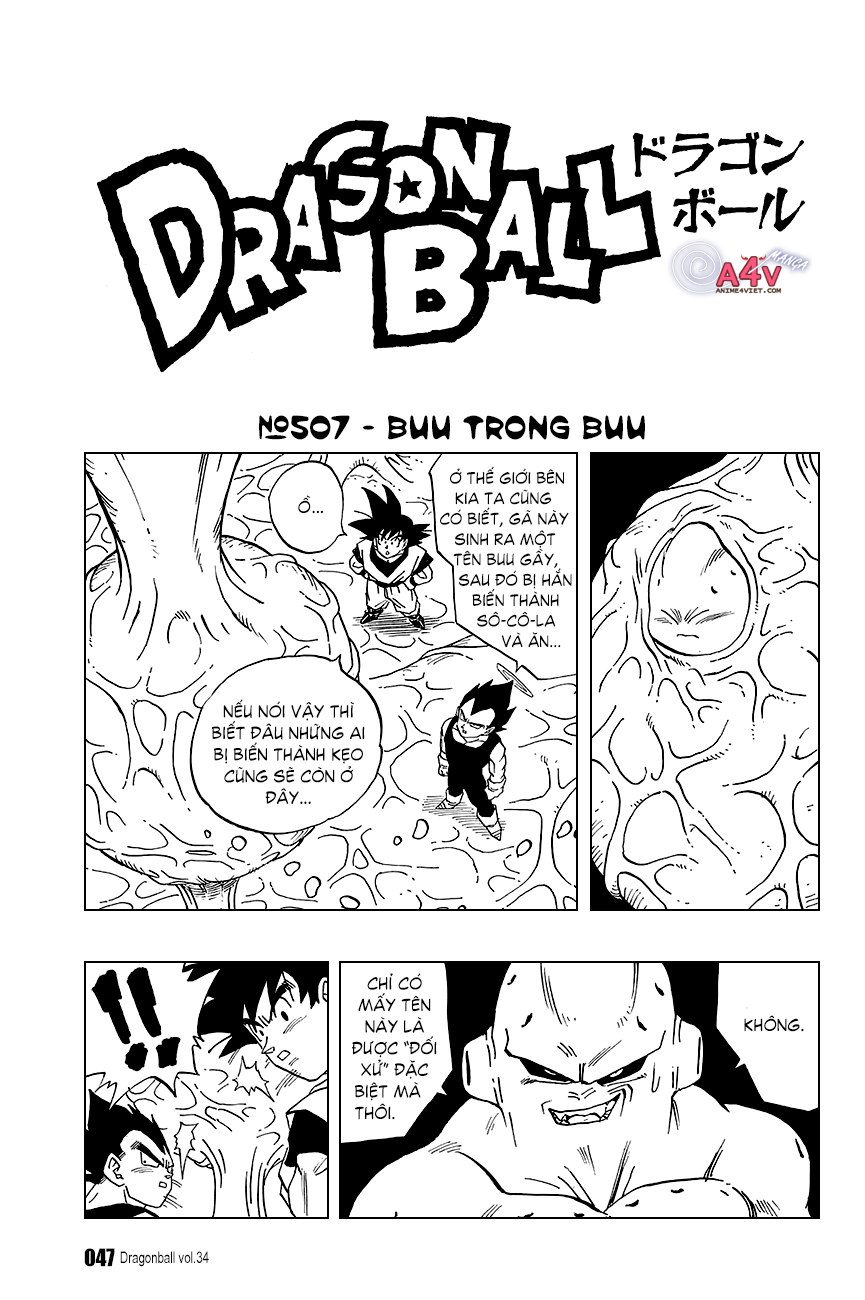 DRAGON BALL
ドラゴン
ボール
A4V
MANGA
ANIME4VIET.COM
№507 - BUU TRONG BUU
Ồ...
Ở THẾ GIỚI BÊN
KIA TA CŨNG
CÓ BIẾT, GÃ NÀY
SINH RA MỘT
TÊN BUU GẦY,
SAU ĐÓ BỊ HẮN
BIẾN THÀNH
SÔ-CÔ-LA
VÀ ĂN...
NẾU NÓI VẬY THÌ
BIẾT ĐÂU NHỮNG AI
BỊ BIẾN THÀNH KẸO
CŨNG SẼ CÒN Ở
ĐÂY...
!!
CHỈ CÓ
MẤY TÊN
NÀY LÀ
ĐƯỢC “ĐỐI
XỬ” ĐẶC
BIỆT MÀ
THÔI.
KHÔNG.
047 Dragonball vol.34